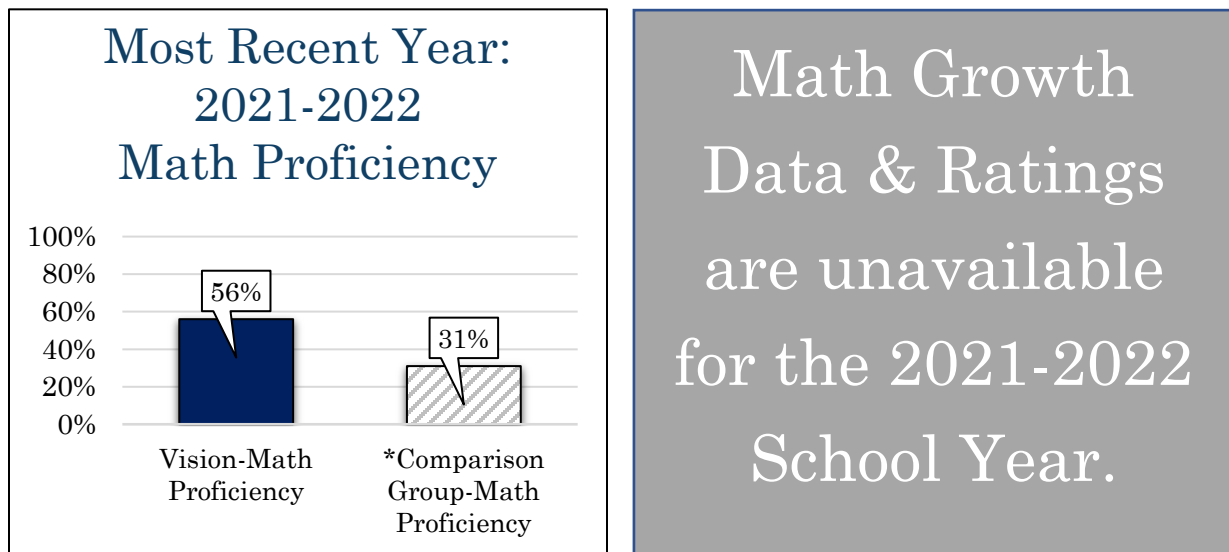 Most Recent Year:
2021-2022
Math Proficiency
100%
80%
60%
40%
20%
0%
56%
31%
Vision-Math
Proficiency
*Comparison
Group-Math
Proficiency
Math Growth
Data & Ratings
are unavailable
for the 2021-2022
School Year.